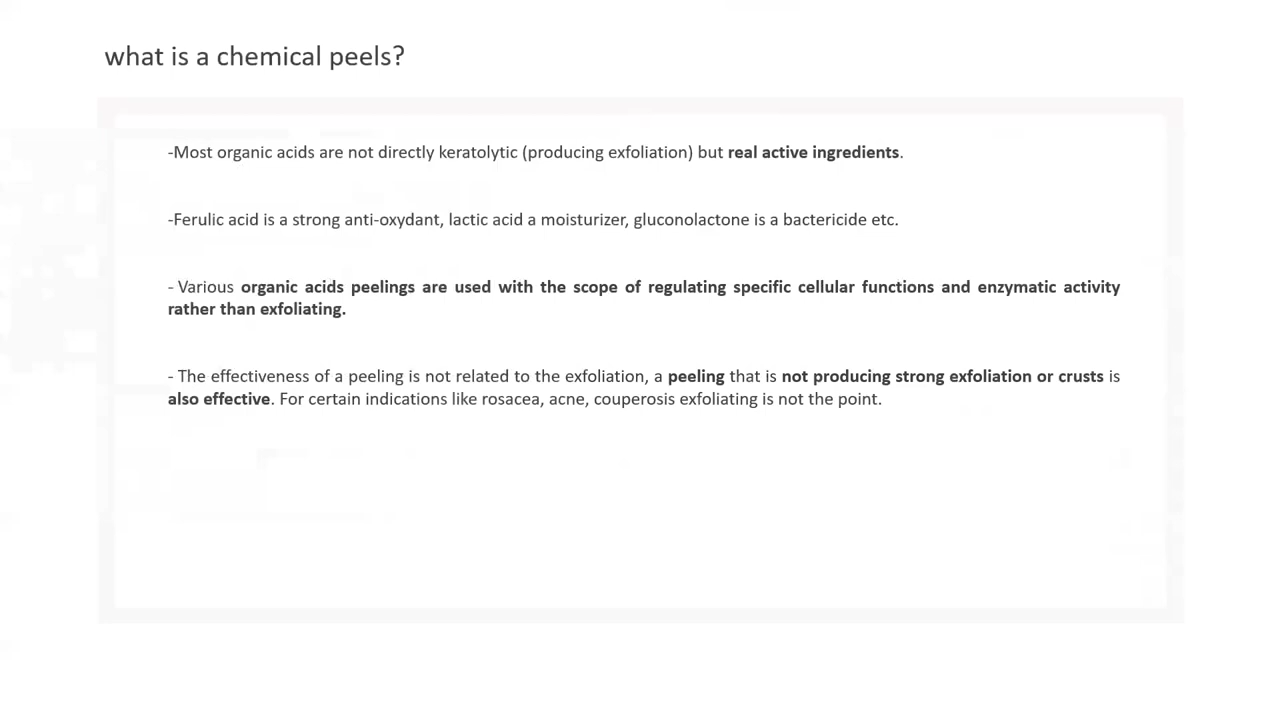 what is a chemical peels?
-Most organic acids are not directly keratolytic (producing exfoliation) but real active ingredients.
-Ferulic acid is a strong anti-oxydant, lactic acid a moisturizer, gluconolactone is a bactericide etc.
- Various organic acids peelings are used with the scope of regulating specific cellular functions and enzymatic activity
rather than exfoliating.
- The effectiveness of a peeling is not related to the exfoliation, a peeling that is not producing strong exfoliation or crusts is
also effective. For certain indications like rosacea, acne, couperosis exfoliating is not the point.